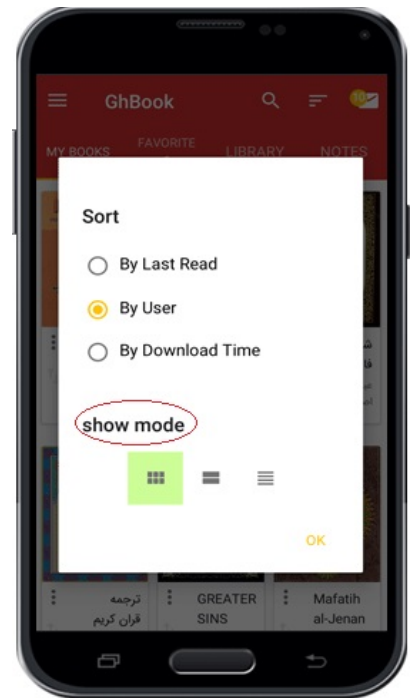 GhBook
10
MY BOOKS
FAVORITE
LIBRARY
NOTES
Sort
By Last Read
By User
By Download Time
show mode
OK
ترجمه
قران کریم
GREATER
SINS
Mafatih
al-Jenan